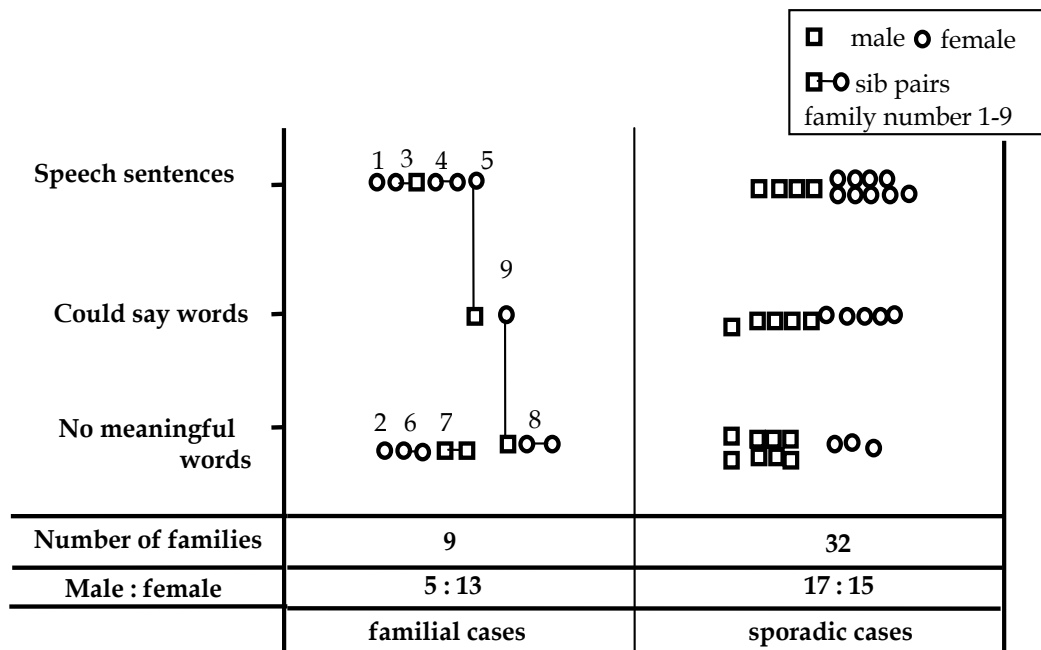 male female
sib pairs
family number 1-9
1 3 4 5
Speech sentences
9
Could say words
2 6 7 8
No meaningful
words
Number of families 9 32
Male : female 5 : 13 17 : 15
familial cases sporadic cases